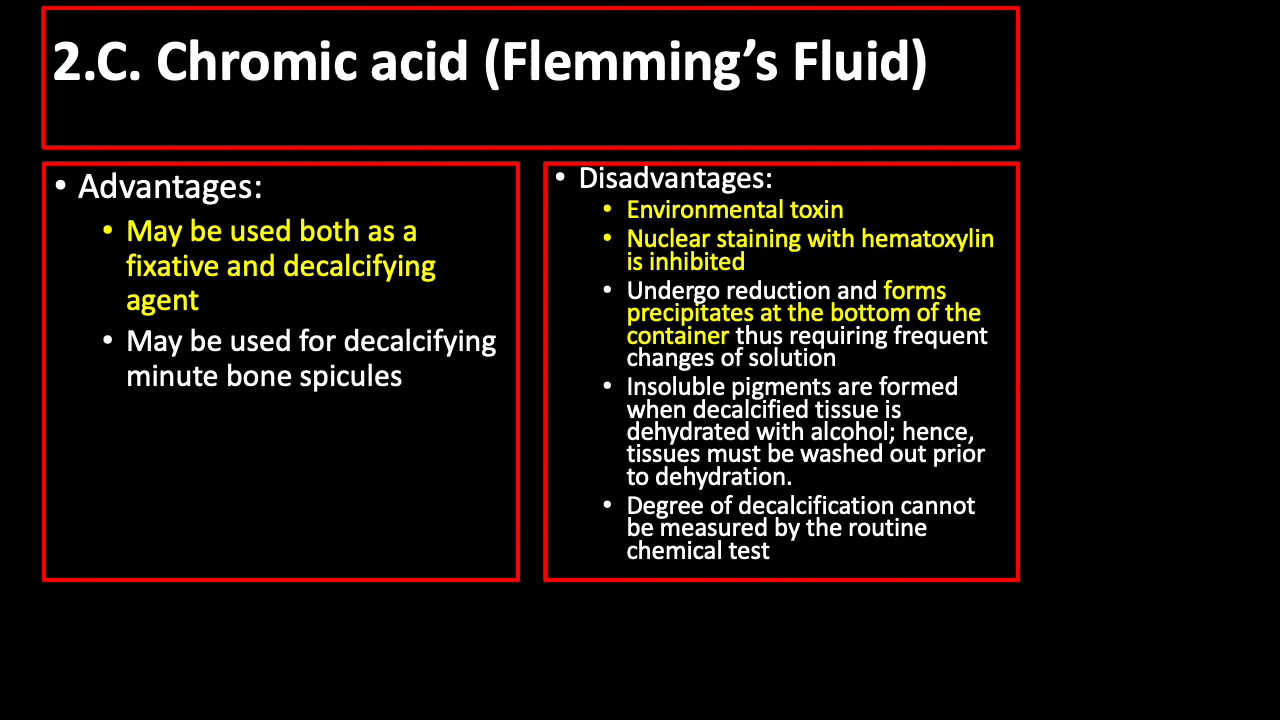 2.C. Chromic acid (Flemming’s Fluid)
• Advantages:
• May be used both as a
fixative and decalcifying
agent
• May be used for decalcifying
minute bone spicules
• Disadvantages:
• Environmental toxin
• Nuclear staining with hematoxylin
is inhibited
• Undergo reduction and forms
precipitates at the bottom of the
container thus requiring frequent
changes of solution
• Insoluble pigments are formed
when decalcified tissue is
dehydrated with alcohol; hence,
tissues must be washed out prior
to dehydration.
• Degree of decalcification cannot
be measured by the routine
chemical test